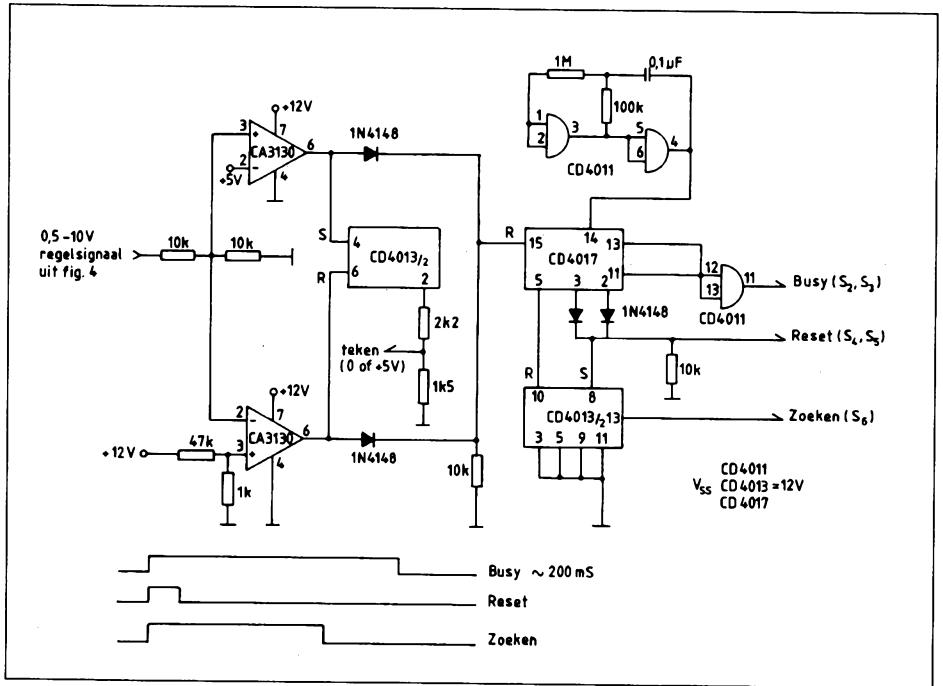 1M
0,1µF
100k
1
2
3
5
6
4
CD4011
+12V
3
7
CA3130
6
2
+5V
4
1N4148
0,5-10V
regelsignaal
uit fig. 4
10k
10k
S
4
CD4013/2
R
6
2
2k2
teken
(0 of +5V)
1k5
R
15
14
13
CD4017
11
5
3
2
12
13
11
Busy (S2, S3)
CD4011
1N4148
Reset (S4, S5)
10k
R
S
10
8
CD4013/2
13
Zoeken (S6)
3
5
9
11
+12V
2
7
CA3130
6
3
4
1N4148
+12V
47k
1k
10k
CD4011
VSS CD4013 = 12V
CD4017
Busy ~ 200 mS
Reset
Zoeken